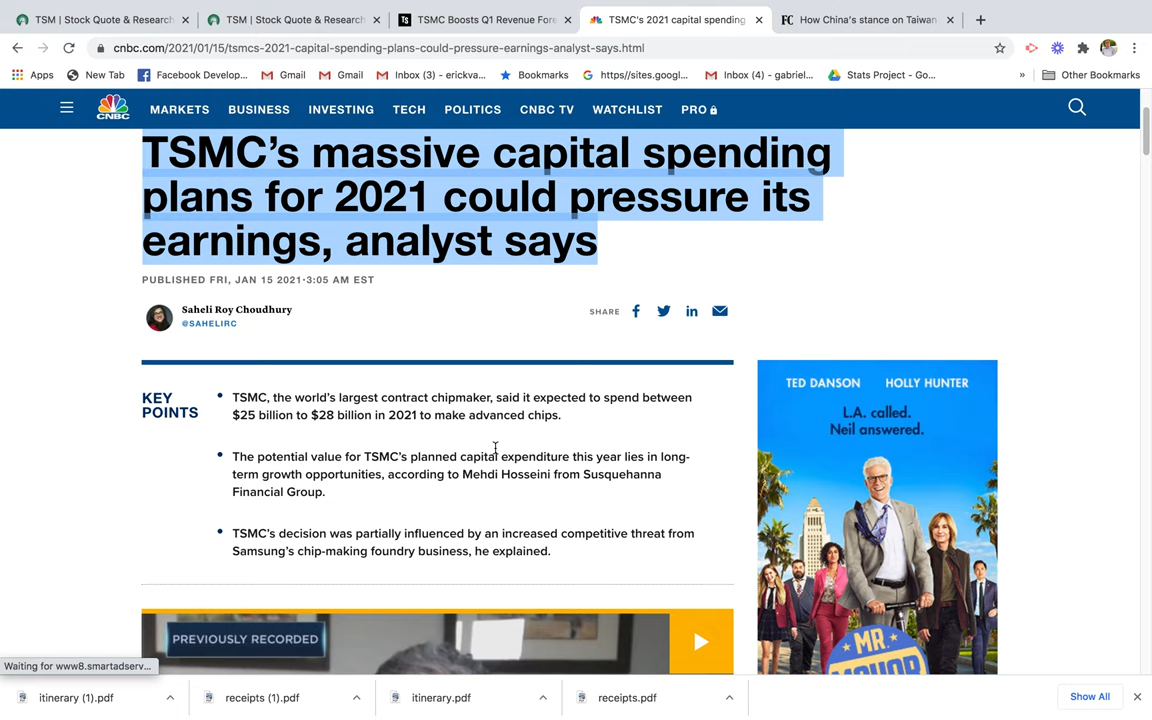 TSM | Stock Quote & Research
TSM | Stock Quote & Research
TSMC Boosts Q1 Revenue Fore
TSMC's 2021 capital spending
How China's stance on Taiwan
cnbc.com/2021/01/15/tsmcs-2021-capital-spending-plans-could-pressure-earnings-analyst-says.html
Apps
New Tab
Facebook Develop...
Gmail
Gmail
Inbox (3) - erickva...
Bookmarks
https//sites.googl...
Inbox (4) - gabriel...
Stats Project - Go...
»
Other Bookmarks
CNBC
MARKETS
BUSINESS
INVESTING
TECH
POLITICS
CNBC TV
WATCHLIST
PRO
TSMC's massive capital spending
plans for 2021 could pressure its
earnings, analyst says
PUBLISHED FRI, JAN 15 2021·3:05 AM EST
Saheli Roy Choudhury
@SAHELIRC
SHARE
KEY
POINTS
• TSMC, the world's largest contract chipmaker, said it expected to spend between
$25 billion to $28 billion in 2021 to make advanced chips.
• The potential value for TSMC's planned capital expenditure this year lies in long-
term growth opportunities, according to Mehdi Hosseini from Susquehanna
Financial Group.
• TSMC's decision was partially influenced by an increased competitive threat from
Samsung's chip-making foundry business, he explained.
PREVIOUSLY RECORDED
TED DANSON HOLLY HUNTER
L.A. called.
Neil answered.
MR.
MAYOR
Waiting for www8.smartadserv...
itinerary (1).pdf
receipts (1).pdf
itinerary.pdf
receipts.pdf
Show All